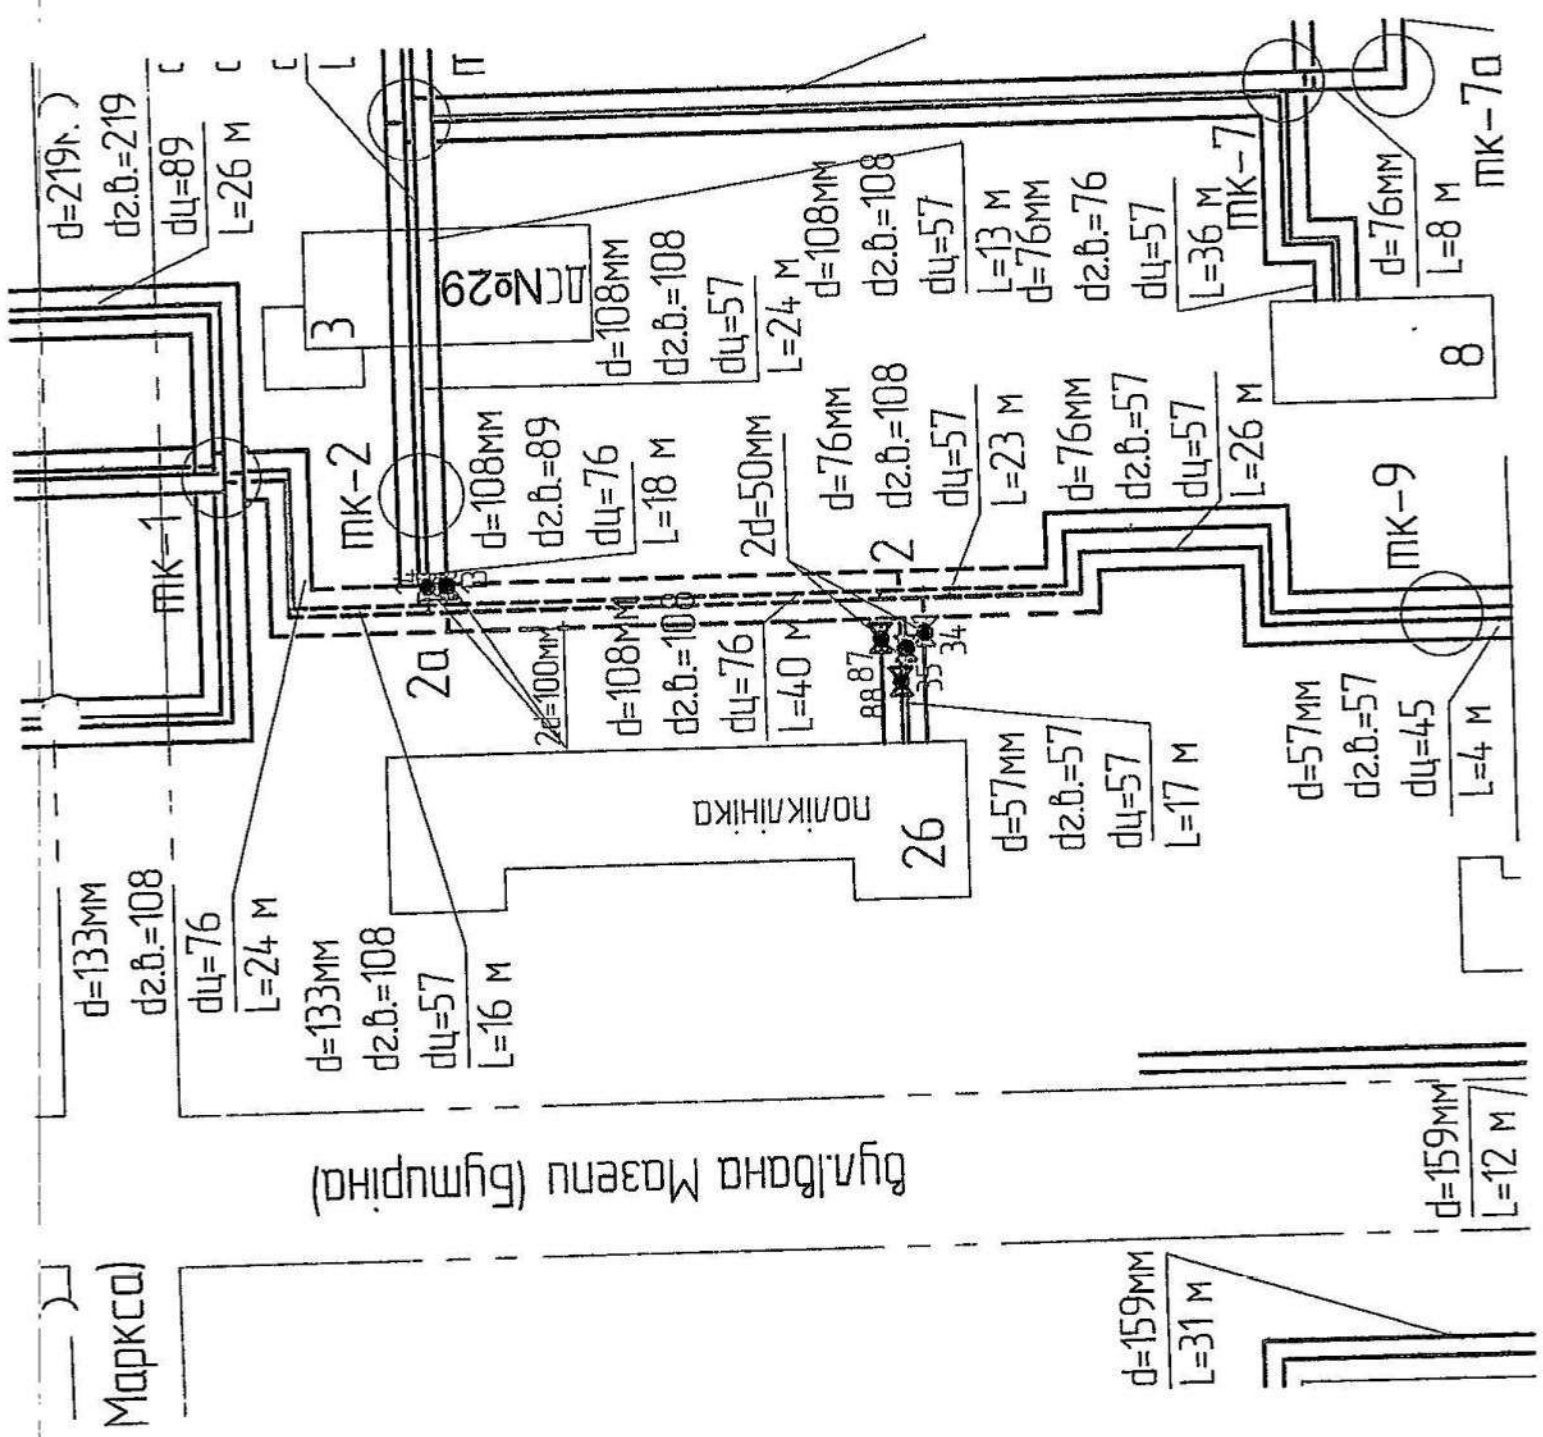 d=219м
dг.в.=219
dц=89
L=26 м
тк-1
тк-2
3
ДС№29
d=108мм
dг.в.=108
dц=57
L=24 м
d=108мм
dг.в.=108
dц=57
L=13 м
d=76мм
dг.в.=76
dц=57
L=36 м
тк-7
тк-7а
d=76мм
L=8 м
8
d=108мм
dг.в.=89
dц=76
L=18 м
2d=50мм
d=76мм
dг.в.=108
dц=57
L=23 м
d=76мм
dг.в.=57
dц=57
L=26 м
тк-9
2а
2d=100мм
d=108мм
dг.в.=108
dц=76
L=40 м
2
87
88
34
35
поліклініка
26
d=57мм
dг.в.=57
dц=57
L=17 м
d=57мм
dг.в.=57
dц=45
L=4 м
d=133мм
dг.в.=108
dц=76
L=24 м
d=133мм
dг.в.=108
dц=57
L=16 м
вул.Івана Мазепи (Бутиріна)
Маркса)
d=159мм
L=12 м
d=159мм
L=31 м